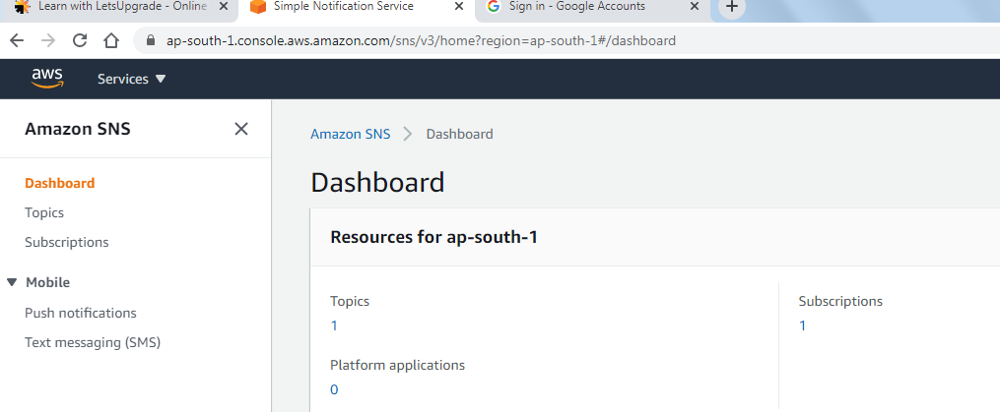 Learn with LetsUpgrade - Online
Simple Notification Service
Sign in - Google Accounts
ap-south-1.console.aws.amazon.com/sns/v3/home?region=ap-south-1#/dashboard
aws
Services
Amazon SNS
Amazon SNS
Dashboard
Dashboard
Dashboard
Topics
Subscriptions
Resources for ap-south-1
Mobile
Push notifications
Text messaging (SMS)
Topics
1
Subscriptions
1
Platform applications
0